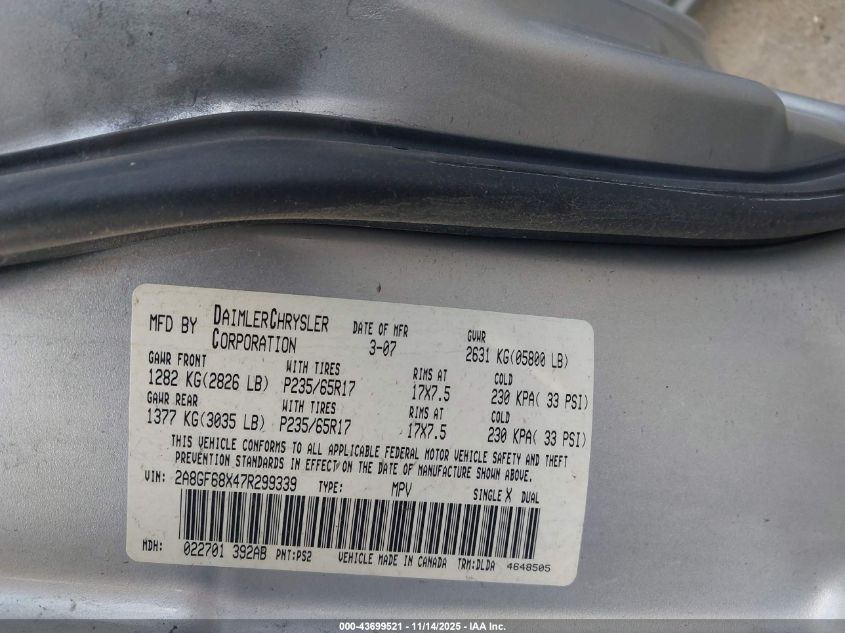 MFD BY DAIMLERCHRYSLER CORPORATION DATE OF MFR 3-07 GVWR 2631 KG(05800 LB)
GAWR FRONT WITH TIRES RIMS AT COLD
1282 KG(2826 LB) P235/65R17 17X7.5 230 KPA( 33 PSI)
GAWR REAR WITH TIRES RIMS AT COLD
1377 KG(3035 LB) P235/65R17 17X7.5 230 KPA( 33 PSI)
THIS VEHICLE CONFORMS TO ALL APPLICABLE FEDERAL MOTOR VEHICLE SAFETY AND THEFT
PREVENTION STANDARDS IN EFFECT ON THE DATE OF MANUFACTURE SHOWN ABOVE.
VIN: 2A8GF68X47R299339 TYPE: MPV SINGLE X DUAL
MDH: 022701 392AB PNT:PS2 VEHICLE MADE IN CANADA TRM:DLDA 4648505
000-43699521 - 11/14/2025 - IAA Inc.